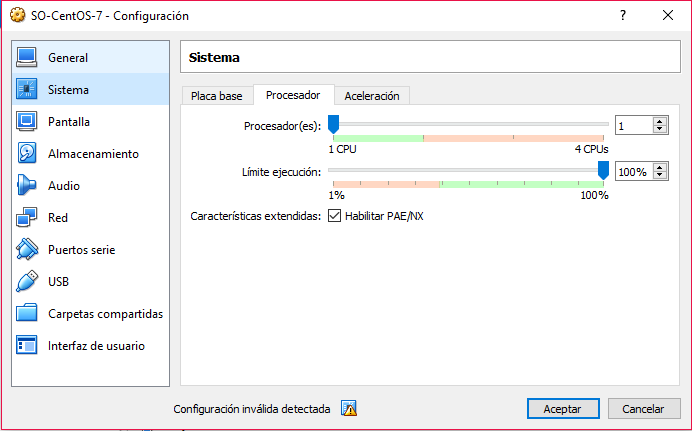 SO-CentOS-7 - Configuración
?
General
Sistema
Pantalla
Almacenamiento
Audio
Red
Puertos serie
USB
Carpetas compartidas
Interfaz de usuario
Sistema
Placa base Procesador Aceleración
Procesador(es): 1
1 CPU 4 CPUs
Límite ejecución: 100%
1% 100%
Características extendidas: Habilitar PAE/NX
Configuración inválida detectada Aceptar Cancelar